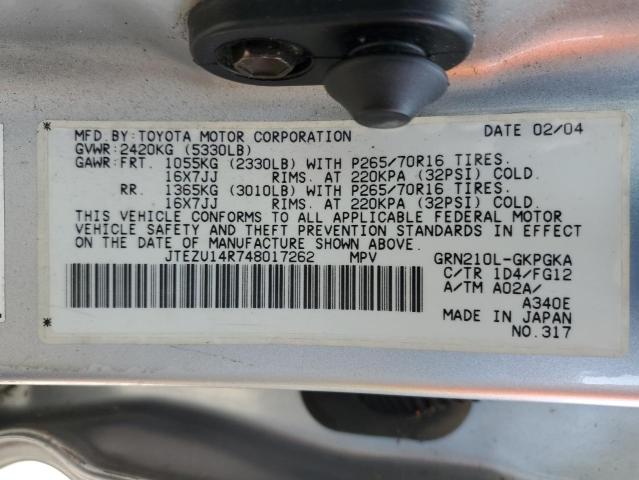 MFD.BY:TOYOTA MOTOR CORPORATION DATE 02/04
GVWR:2420KG (5330LB)
GAWR:FRT. 1055KG (2330LB) WITH P265/70R16 TIRES.
16X7JJ RIMS. AT 220KPA (32PSI) COLD.
RR. 1365KG (3010LB) WITH P265/70R16 TIRES.
16X7JJ RIMS. AT 220KPA (32PSI) COLD.
THIS VEHICLE CONFORMS TO ALL APPLICABLE FEDERAL MOTOR
VEHICLE SAFETY AND THEFT PREVENTION STANDARDS IN EFFECT
ON THE DATE OF MANUFACTURE SHOWN ABOVE.
JTEZU14R748017262 MPV GRN210L-GKPGKA
C/TR 1D4/FG12
A/TM A02A/
A340E
MADE IN JAPAN
NO.317